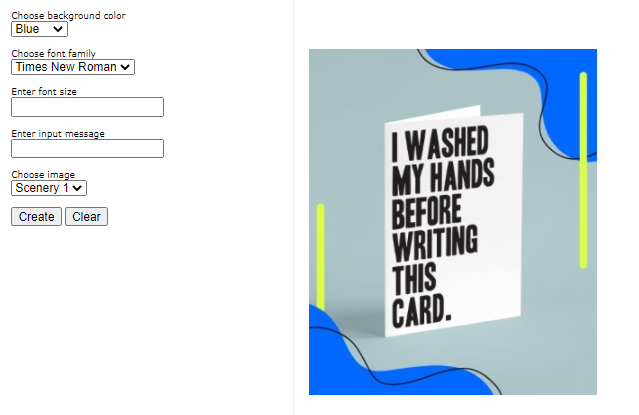 Choose background color
Blue
Choose font family
Times New Roman
Enter font size
Enter input message
Choose image
Scenery 1
Create Clear
I WASHED
MY HANDS
BEFORE
WRITING
THIS
CARD.